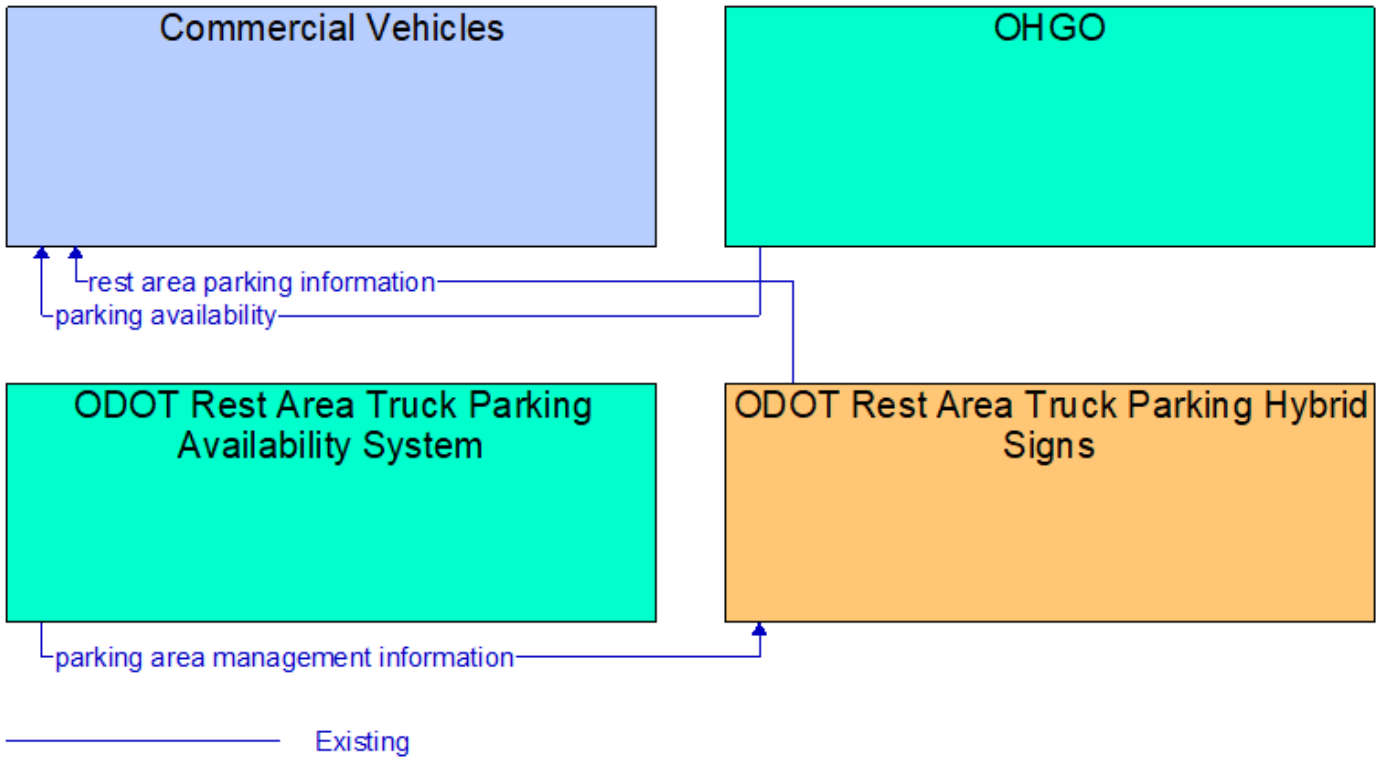 Commercial Vehicles
OHGO
rest area parking information
parking availability
ODOT Rest Area Truck Parking
Availability System
ODOT Rest Area Truck Parking Hybrid
Signs
parking area management information
Existing